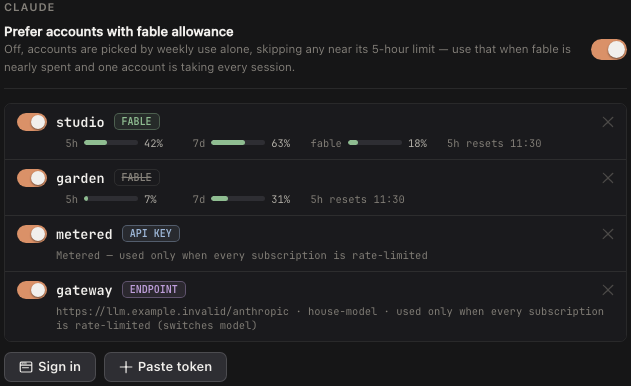 CLAUDE
Prefer accounts with fable allowance
Off, accounts are picked by weekly use alone, skipping any near its 5-hour limit — use that when fable is
nearly spent and one account is taking every session.
studio FABLE
5h 42% 7d 63% fable 18% 5h resets 11:30
garden FABLE
5h 7% 7d 31% 5h resets 11:30
metered API KEY
Metered — used only when every subscription is rate-limited
gateway ENDPOINT
https://llm.example.invalid/anthropic · house-model · used only when every subscription
is rate-limited (switches model)
Sign in Paste token